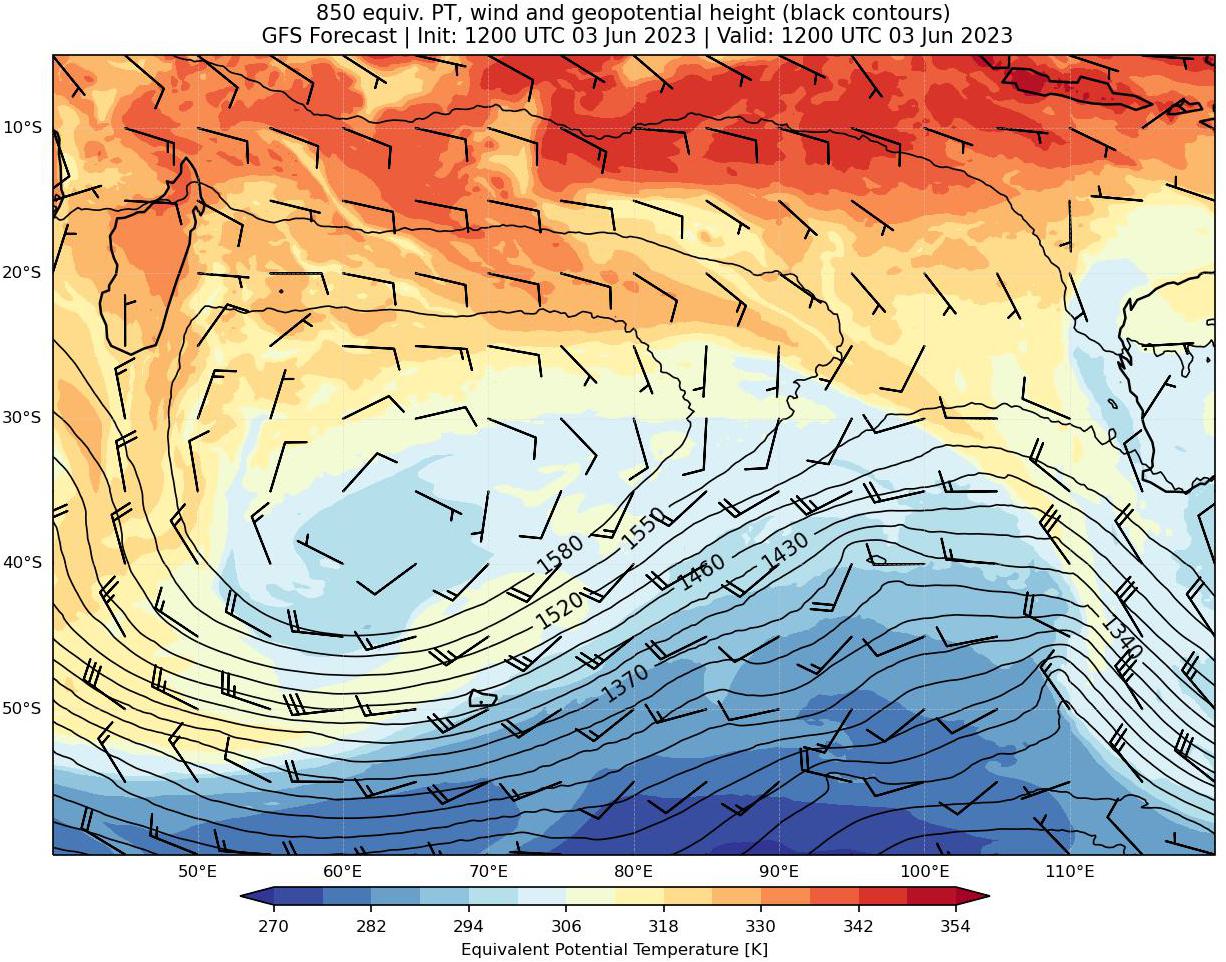 850 equiv. PT, wind and geopotential height (black contours)
GFS Forecast | Init: 1200 UTC 03 Jun 2023 | Valid: 1200 UTC 03 Jun 2023
10°S
20°S
30°S
40°S
50°S
1580
1550
1520
1460
1430
1370
1340
50°E 60°E 70°E 80°E 90°E 100°E 110°E
270 282 294 306 318 330 342 354
Equivalent Potential Temperature [K]